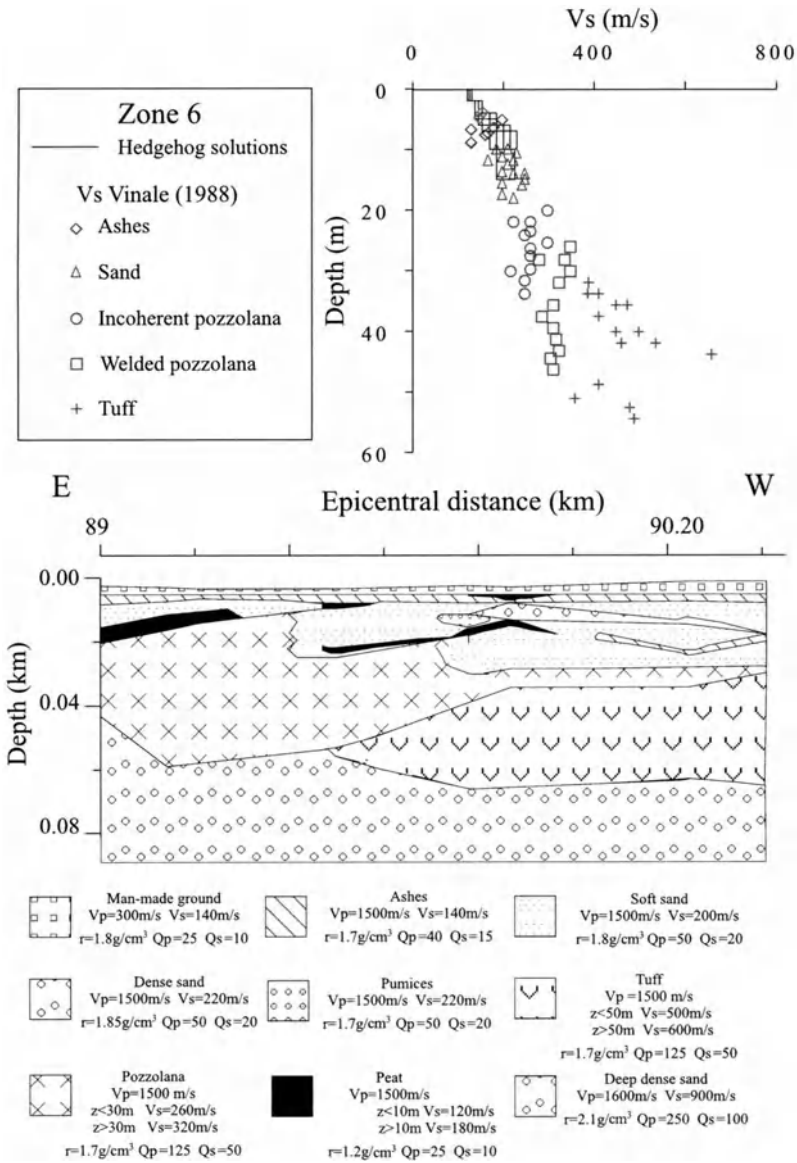 Vs (m/s)
0 400 800
Zone 6
Hedgehog solutions
Vs Vinale (1988)
Ashes
Sand
Incoherent pozzolana
Welded pozzolana
Tuff
0
20
40
60
Depth (m)
E W
Epicentral distance (km)
89 90.20
0.00
0.04
0.08
Depth (km)
Man-made ground
Vp=300m/s Vs=140m/s
r=1.8g/cm³ Qp=25 Qs=10
Ashes
Vp=1500m/s Vs=140m/s
r=1.7g/cm³ Qp=40 Qs=15
Soft sand
Vp=1500m/s Vs=200m/s
r=1.8g/cm³ Qp=50 Qs=20
Dense sand
Vp=1500m/s Vs=220m/s
r=1.85g/cm³ Qp=50 Qs=20
Pumices
Vp=1500m/s Vs=220m/s
r=1.7g/cm³ Qp=50 Qs=20
Tuff
Vp =1500 m/s
z<50m Vs=500m/s
z>50m Vs=600m/s
r=1.7g/cm³ Qp=125 Qs=50
Pozzolana
Vp=1500 m/s
z<30m Vs=260m/s
z>30m Vs=320m/s
r=1.7g/cm³ Qp=125 Qs=50
Peat
Vp=1500m/s
z<10m Vs=120m/s
z>10m Vs=180m/s
r=1.2g/cm³ Qp=25 Qs=10
Deep dense sand
Vp=1600m/s Vs=900m/s
r=2.1g/cm³ Qp=250 Qs=100